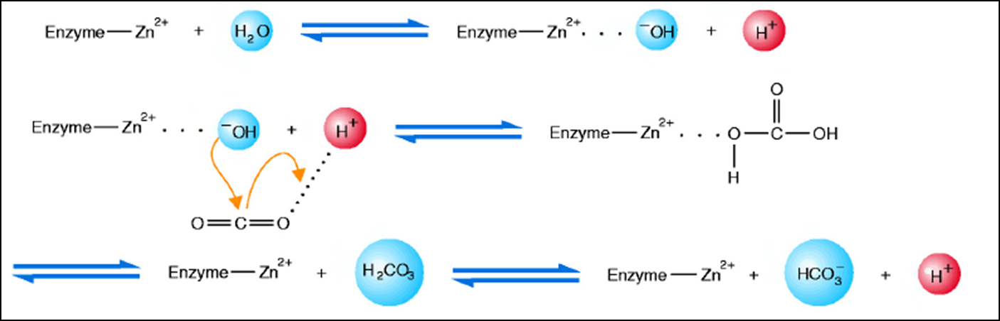 Enzyme—Zn²⁺ + H₂O ⇌ Enzyme—Zn²⁺ · · · ⁻OH + H⁺
O
Enzyme—Zn²⁺ · · · ⁻OH + H⁺ ⇌ Enzyme—Zn²⁺ · · · O—C—OH
H
O=C=O
⇌ Enzyme—Zn²⁺ + H₂CO₃ ⇌ Enzyme—Zn²⁺ + HCO₃⁻ + H⁺